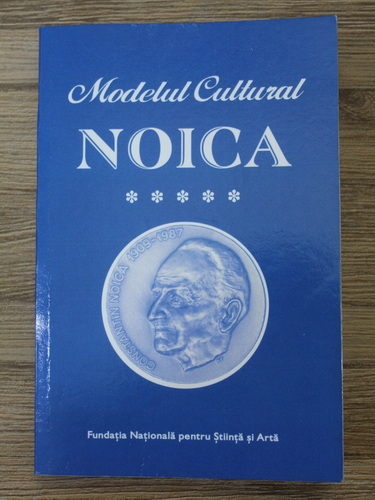 Modelul Cultural
NOICA
*****
CONSTANTIN NOICA 1909-1987
Fundația Națională pentru Știință și Artă